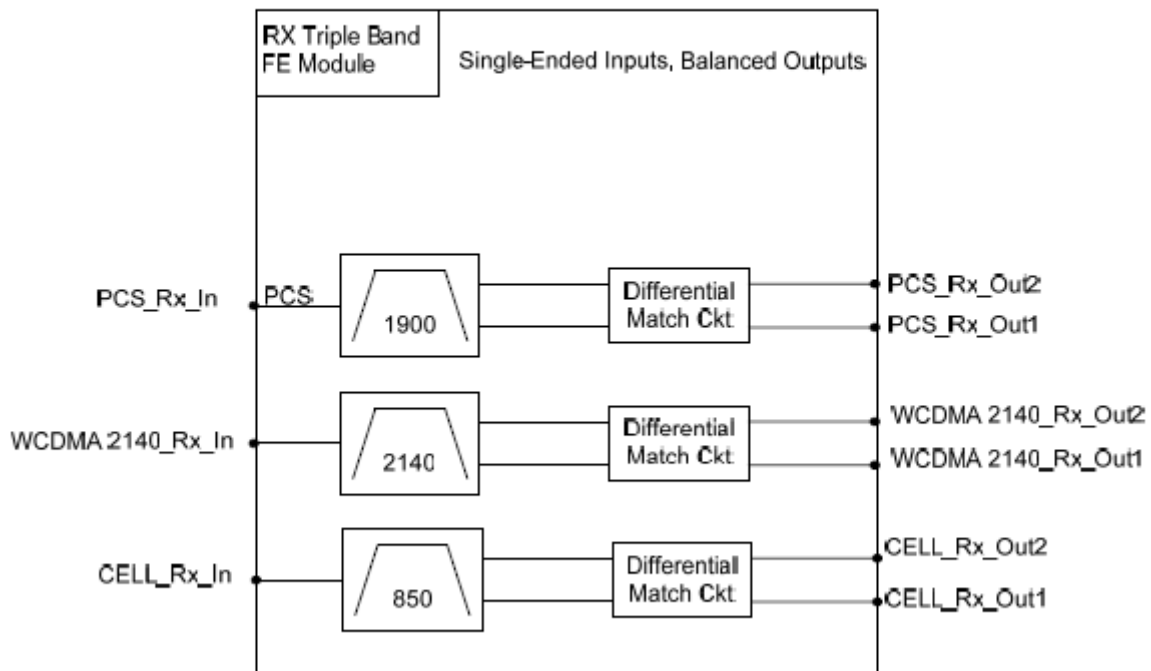 RX Triple Band
FE Module
Single-Ended Inputs, Balanced Outputs
PCS_Rx_In
PCS
1900
Differential
Match Ckt
PCS_Rx_Out2
PCS_Rx_Out1
WCDMA 2140_Rx_In
2140
Differential
Match Ckt
WCDMA 2140_Rx_Out2
WCDMA 2140_Rx_Out1
CELL_Rx_In
850
Differential
Match Ckt
CELL_Rx_Out2
CELL_Rx_Out1